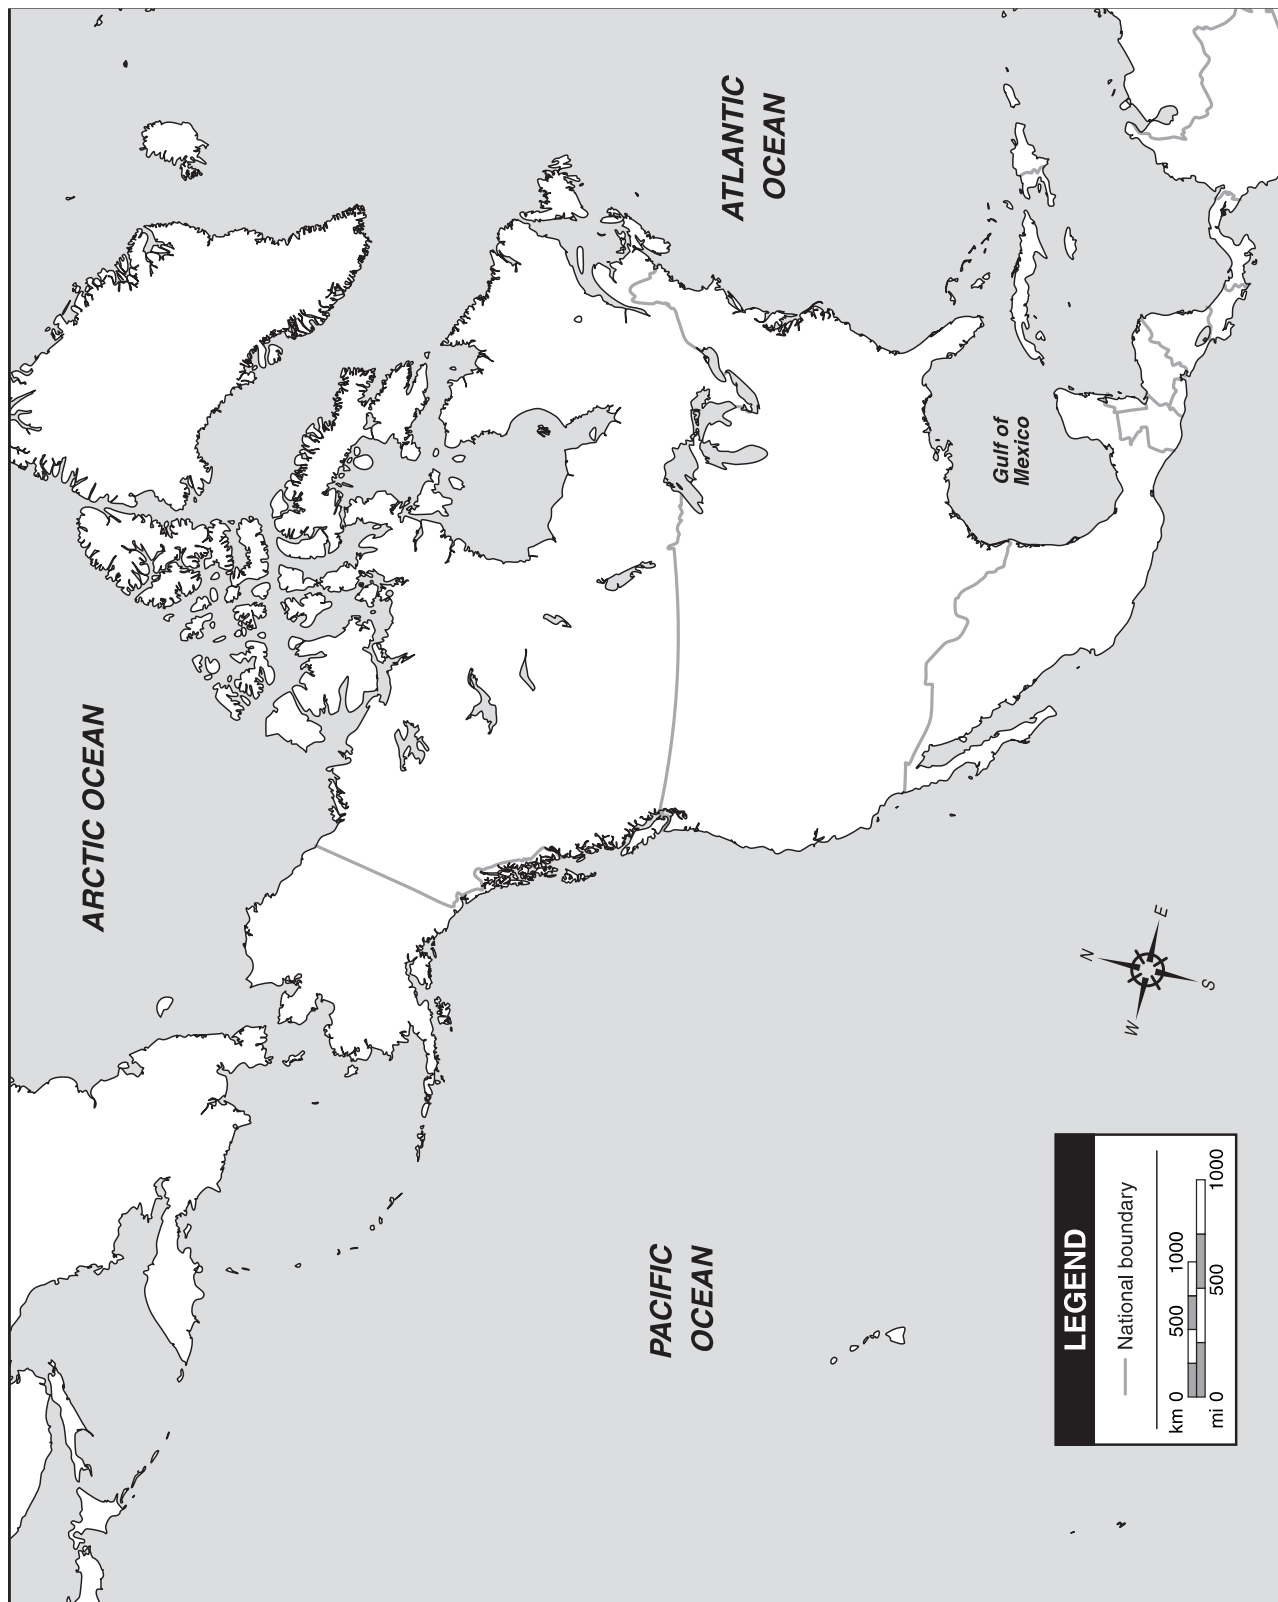 ARCTIC OCEAN
ATLANTIC
OCEAN
Gulf of
Mexico
PACIFIC
OCEAN
N
E
S
W
LEGEND
National boundary
km 0 500 1000
mi 0 500 1000